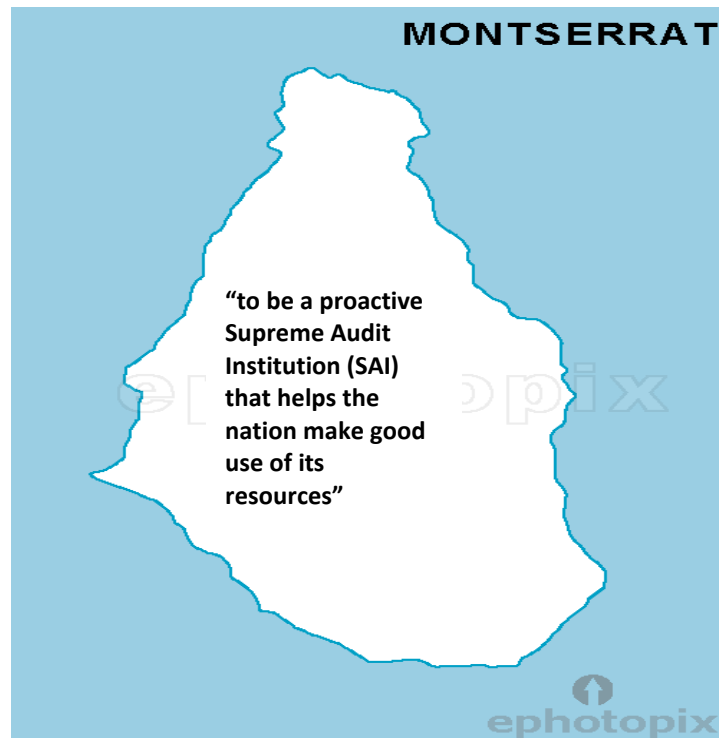 MONTSERRAT
“to be a proactive
Supreme Audit
Institution (SAI)
that helps the
nation make good
use of its
resources”
e opix
ephotopix